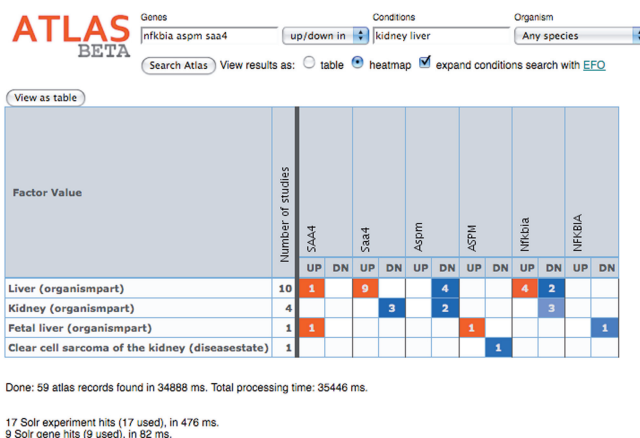 ATLAS
BETA
Genes
Conditions
Organism
nfkbia aspm saa4
up/down in
kidney liver
Any species
Search Atlas
View results as:
table
heatmap
expand conditions search with EFO
View as table
Factor Value
Number of studies
SAA4
Saa4
Aspm
ASPM
Nfkbia
NFKBIA
UP DN UP DN UP DN UP DN UP DN UP DN
Liver (organismpart) 10 1 9 4 4 2
Kidney (organismpart) 4 3 2 3
Fetal liver (organismpart) 1 1 1 1
Clear cell sarcoma of the kidney (diseasestate) 1 1
Done: 59 atlas records found in 34888 ms. Total processing time: 35446 ms.
17 Solr experiment hits (17 used), in 476 ms.
9 Solr gene hits (9 used), in 82 ms.